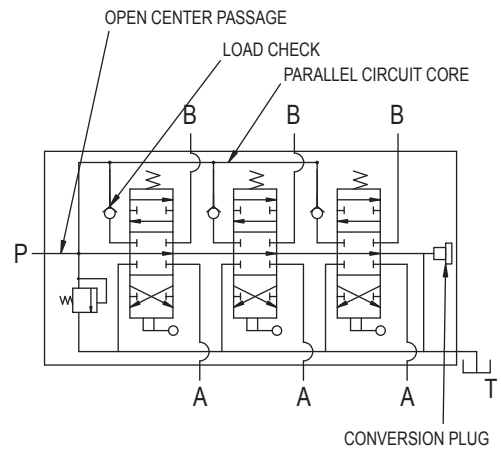 OPEN CENTER PASSAGE
LOAD CHECK
PARALLEL CIRCUIT CORE
B B B
P
A A A
T
CONVERSION PLUG